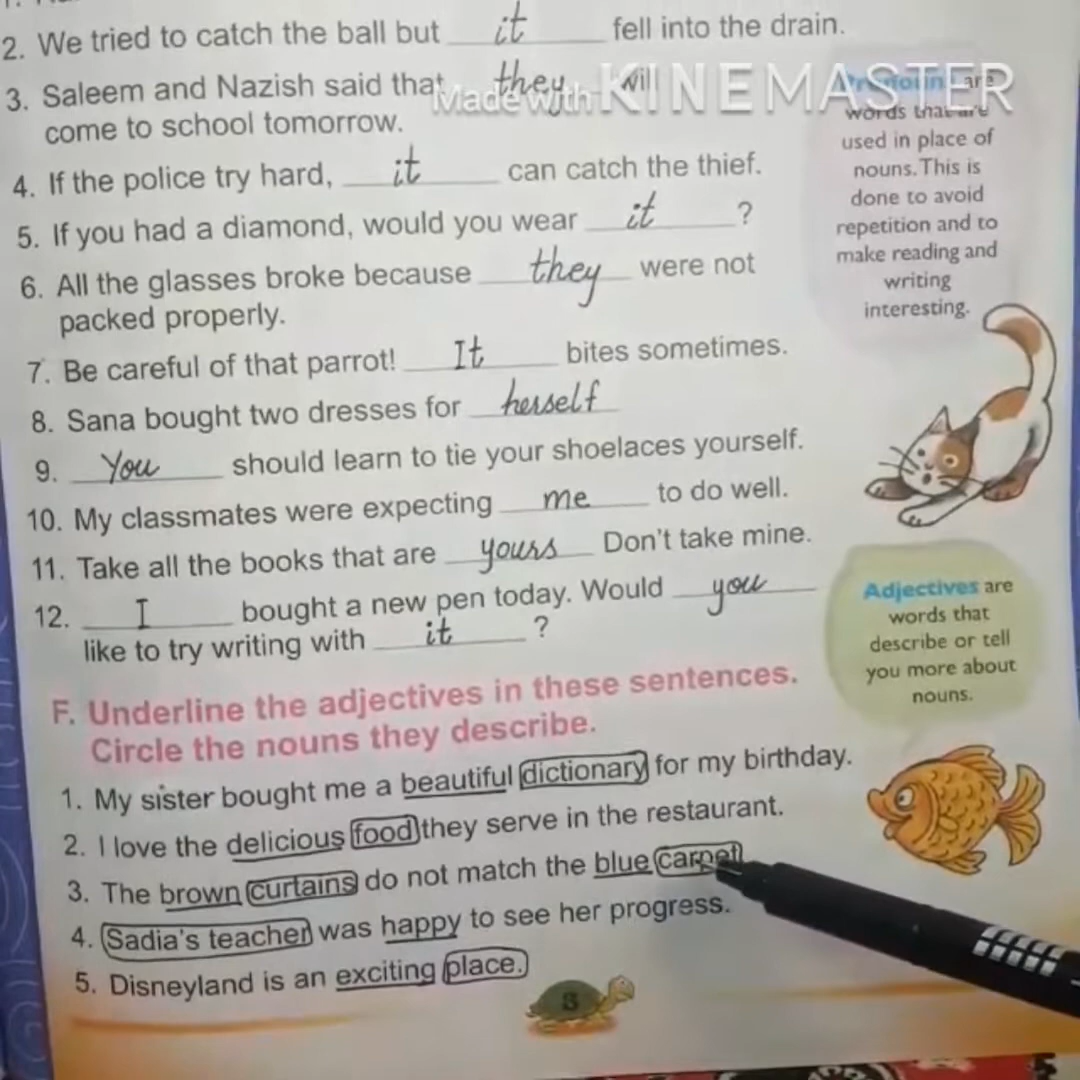 2. We tried to catch the ball but it fell into the drain.
3. Saleem and Nazish said that they will
come to school tomorrow.
4. If the police try hard, it can catch the thief.
5. If you had a diamond, would you wear it ?
6. All the glasses broke because they were not
packed properly.
7. Be careful of that parrot! It bites sometimes.
8. Sana bought two dresses for herself
9. You should learn to tie your shoelaces yourself.
10. My classmates were expecting me to do well.
11. Take all the books that are yours Don't take mine.
12. I bought a new pen today. Would you
like to try writing with it ?
Made with KINEMASTER
Pronouns are
words that are
used in place of
nouns. This is
done to avoid
repetition and to
make reading and
writing
interesting.
Adjectives are
words that
describe or tell
you more about
nouns.
F. Underline the adjectives in these sentences.
Circle the nouns they describe.
1. My sister bought me a beautiful dictionary for my birthday.
2. I love the delicious food they serve in the restaurant.
3. The brown curtains do not match the blue carpet
4. Sadia's teacher was happy to see her progress.
5. Disneyland is an exciting place.